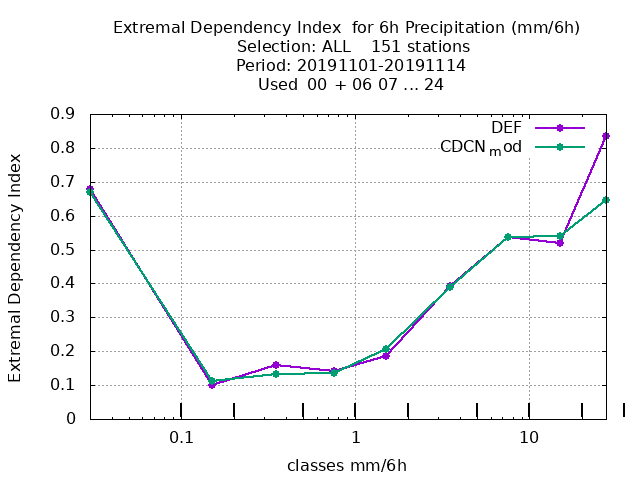 Extremal Dependency Index  for 6h Precipitation (mm/6h)
Selection: ALL    151 stations
Period: 20191101-20191114
Used  00 + 06 07 ... 24
DEF
CDCN_mod
Extremal Dependency Index
0.9
0.8
0.7
0.6
0.5
0.4
0.3
0.2
0.1
0
0.1
1
10
classes mm/6h